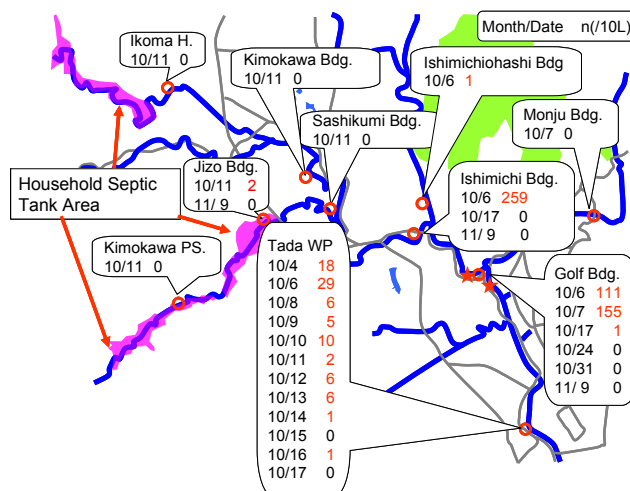 Month/Date n(/10L)
Ikoma H.
10/11 0
Kimokawa Bdg.
10/11 0
Ishimichiohashi Bdg
10/6 1
Sashikumi Bdg.
10/11 0
Monju Bdg.
10/7 0
Jizo Bdg.
10/11 2
11/ 9 0
Ishimichi Bdg.
10/6 259
10/17 0
11/ 9 0
Household Septic
Tank Area
Kimokawa PS.
10/11 0
Tada WP
10/4 18
10/6 29
10/8 6
10/9 5
10/10 10
10/11 2
10/12 6
10/13 6
10/14 1
10/15 0
10/16 1
10/17 0
Golf Bdg.
10/6 111
10/7 155
10/17 1
10/24 0
10/31 0
11/ 9 0